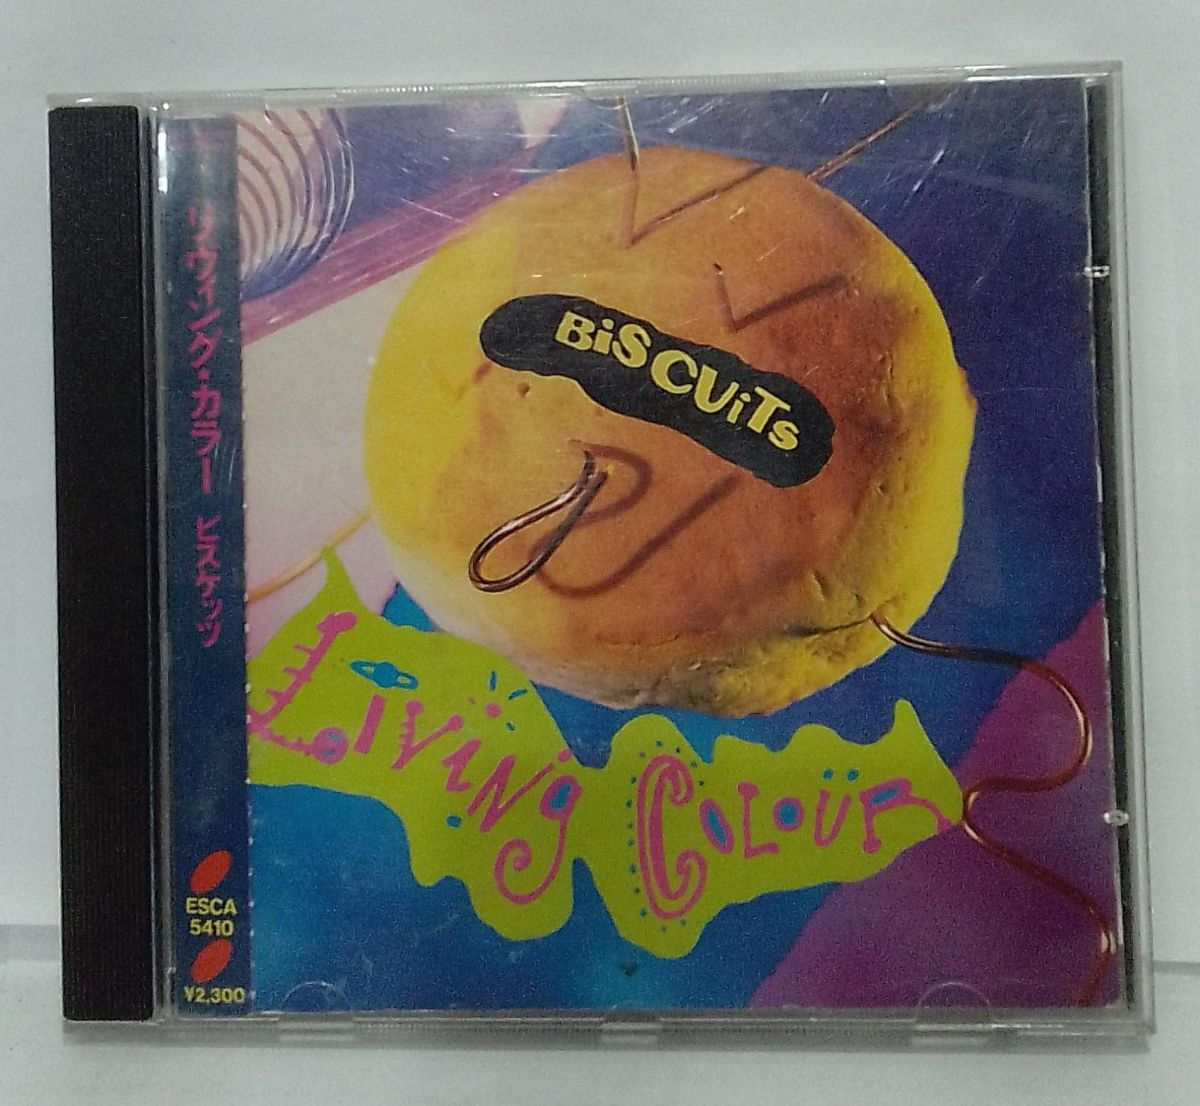 リヴィング・カラー ビスケッツ
ESCA
5410
¥2,300
BiSCUiTs
LiViNg COLOÜR